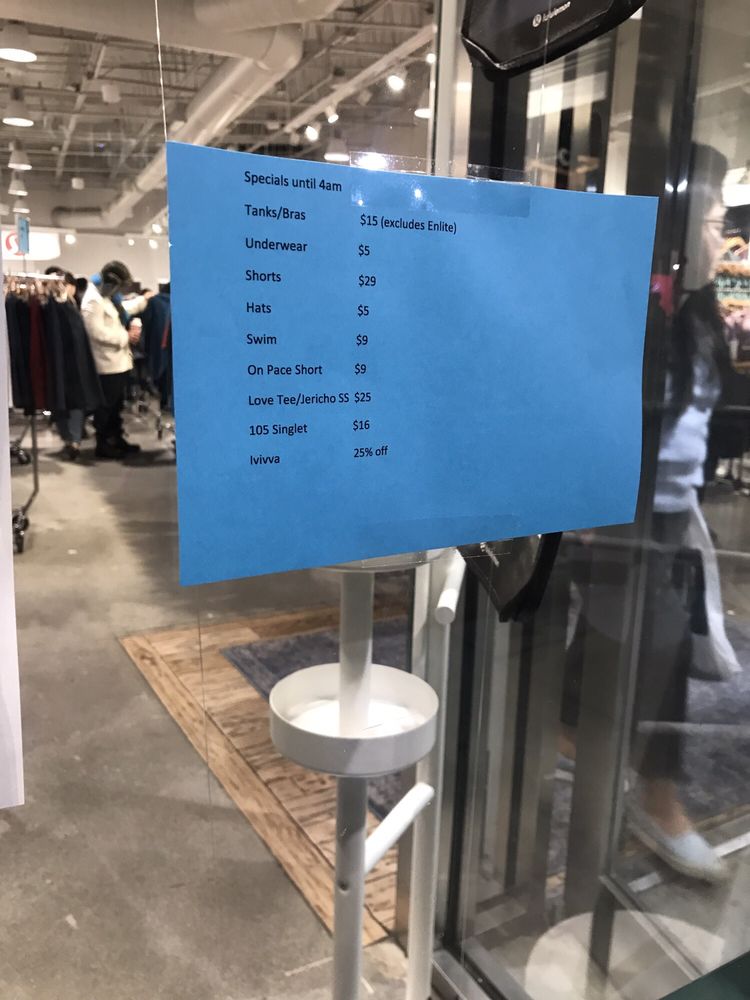 lululemon
Specials until 4am
Tanks/Bras $15 (excludes Enlite)
Underwear $5
Shorts $29
Hats $5
Swim $9
On Pace Short $9
Love Tee/Jericho SS $25
105 Singlet $16
Ivivva 25% off